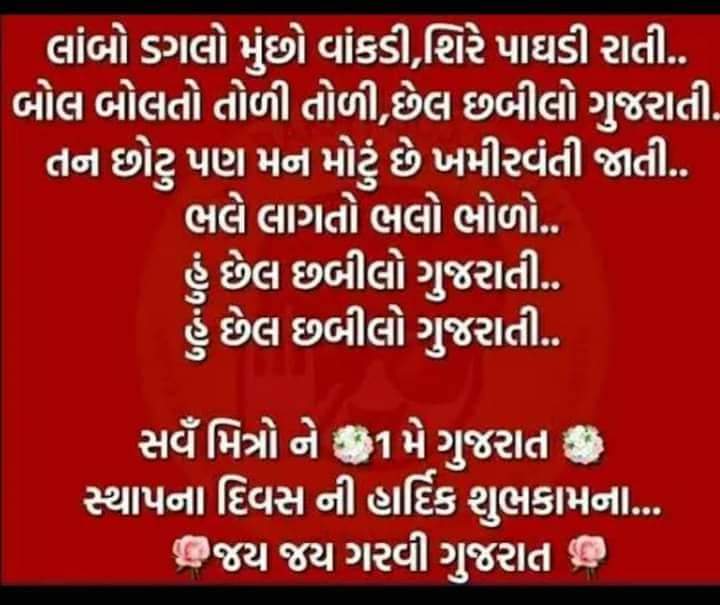 લાંબો ડગલો મુંછો વાંકડી,શિરે પાઘડી રાતી..
બોલ બોલતો તોળી તોળી,છેલ છબીલો ગુજરાતી.
તન છોટુ પણ મન મોટું છે ખમીરવંતી જાતી..
ભલે લાગતો ભલો ભોળો..
હું છેલ છબીલો ગુજરાતી..
હું છેલ છબીલો ગુજરાતી..
સર્વઁ મિત્રો ને 💐1 મે ગુજરાત 💐
સ્થાપના દિવસ ની હાર્દિક શુભકામના...
🌹જય જય ગરવી ગુજરાત 🌹